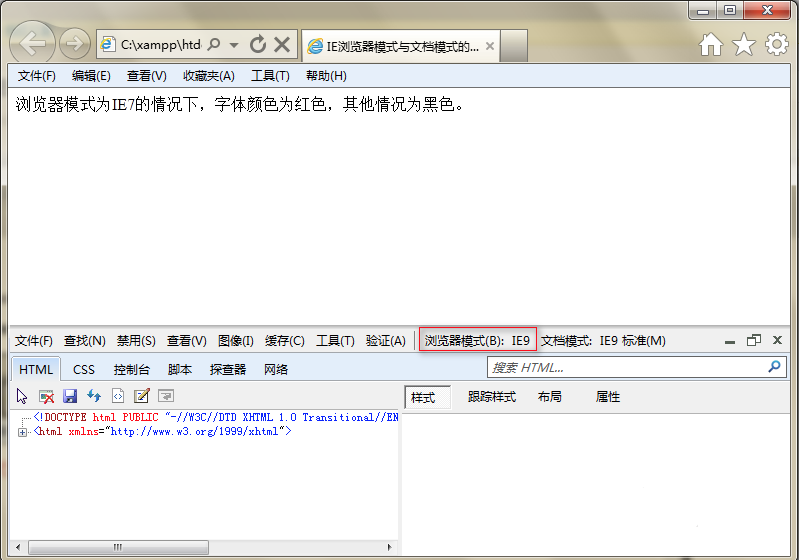 C:\xampp\htd
IE浏览器模式与文档模式的...
文件(F) 编辑(E) 查看(V) 收藏夹(A) 工具(T) 帮助(H)
浏览器模式为IE7的情况下，字体颜色为红色，其他情况为黑色。
文件(F) 查找(N) 禁用(S) 查看(V) 图像(I) 缓存(C) 工具(T) 验证(A) 浏览器模式(B): IE9 文档模式: IE9 标准(M)
HTML CSS 控制台 脚本 探查器 网络 搜索 HTML...
样式 跟踪样式 布局 属性
<!DOCTYPE html PUBLIC "-//W3C//DTD XHTML 1.0 Transitional//EN
<html xmlns="http://www.w3.org/1999/xhtml">